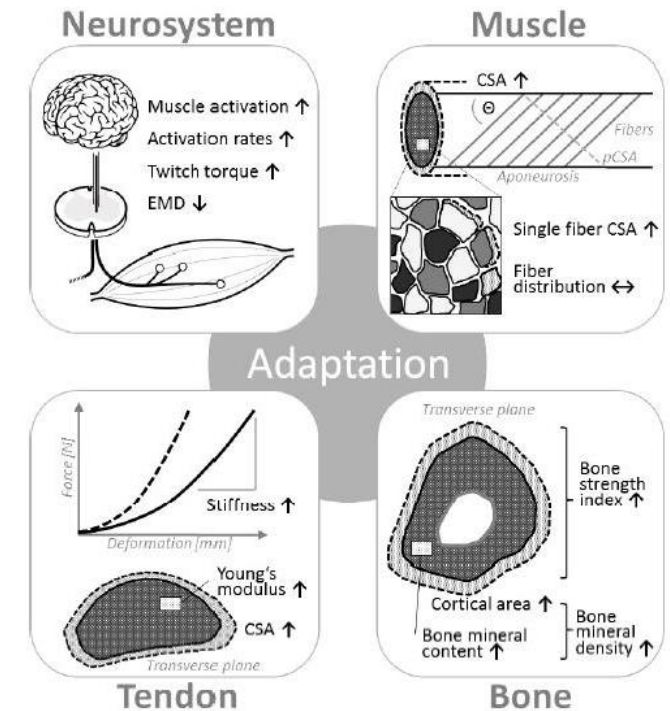 Neurosystem
Muscle activation ↑
Activation rates ↑
Twitch torque ↑
EMD ↓
Muscle
CSA ↑
Θ
Fibers
pCSA
Aponeurosis
Single fiber CSA ↑
Fiber
distribution ↔
Adaptation
Force [N]
Stiffness ↑
Deformation [mm]
Young's
modulus ↑
CSA ↑
Transverse plane
Tendon
Transverse plane
Bone
strength
index ↑
Cortical area ↑
Bone mineral
content ↑
Bone
mineral
density ↑
Bone